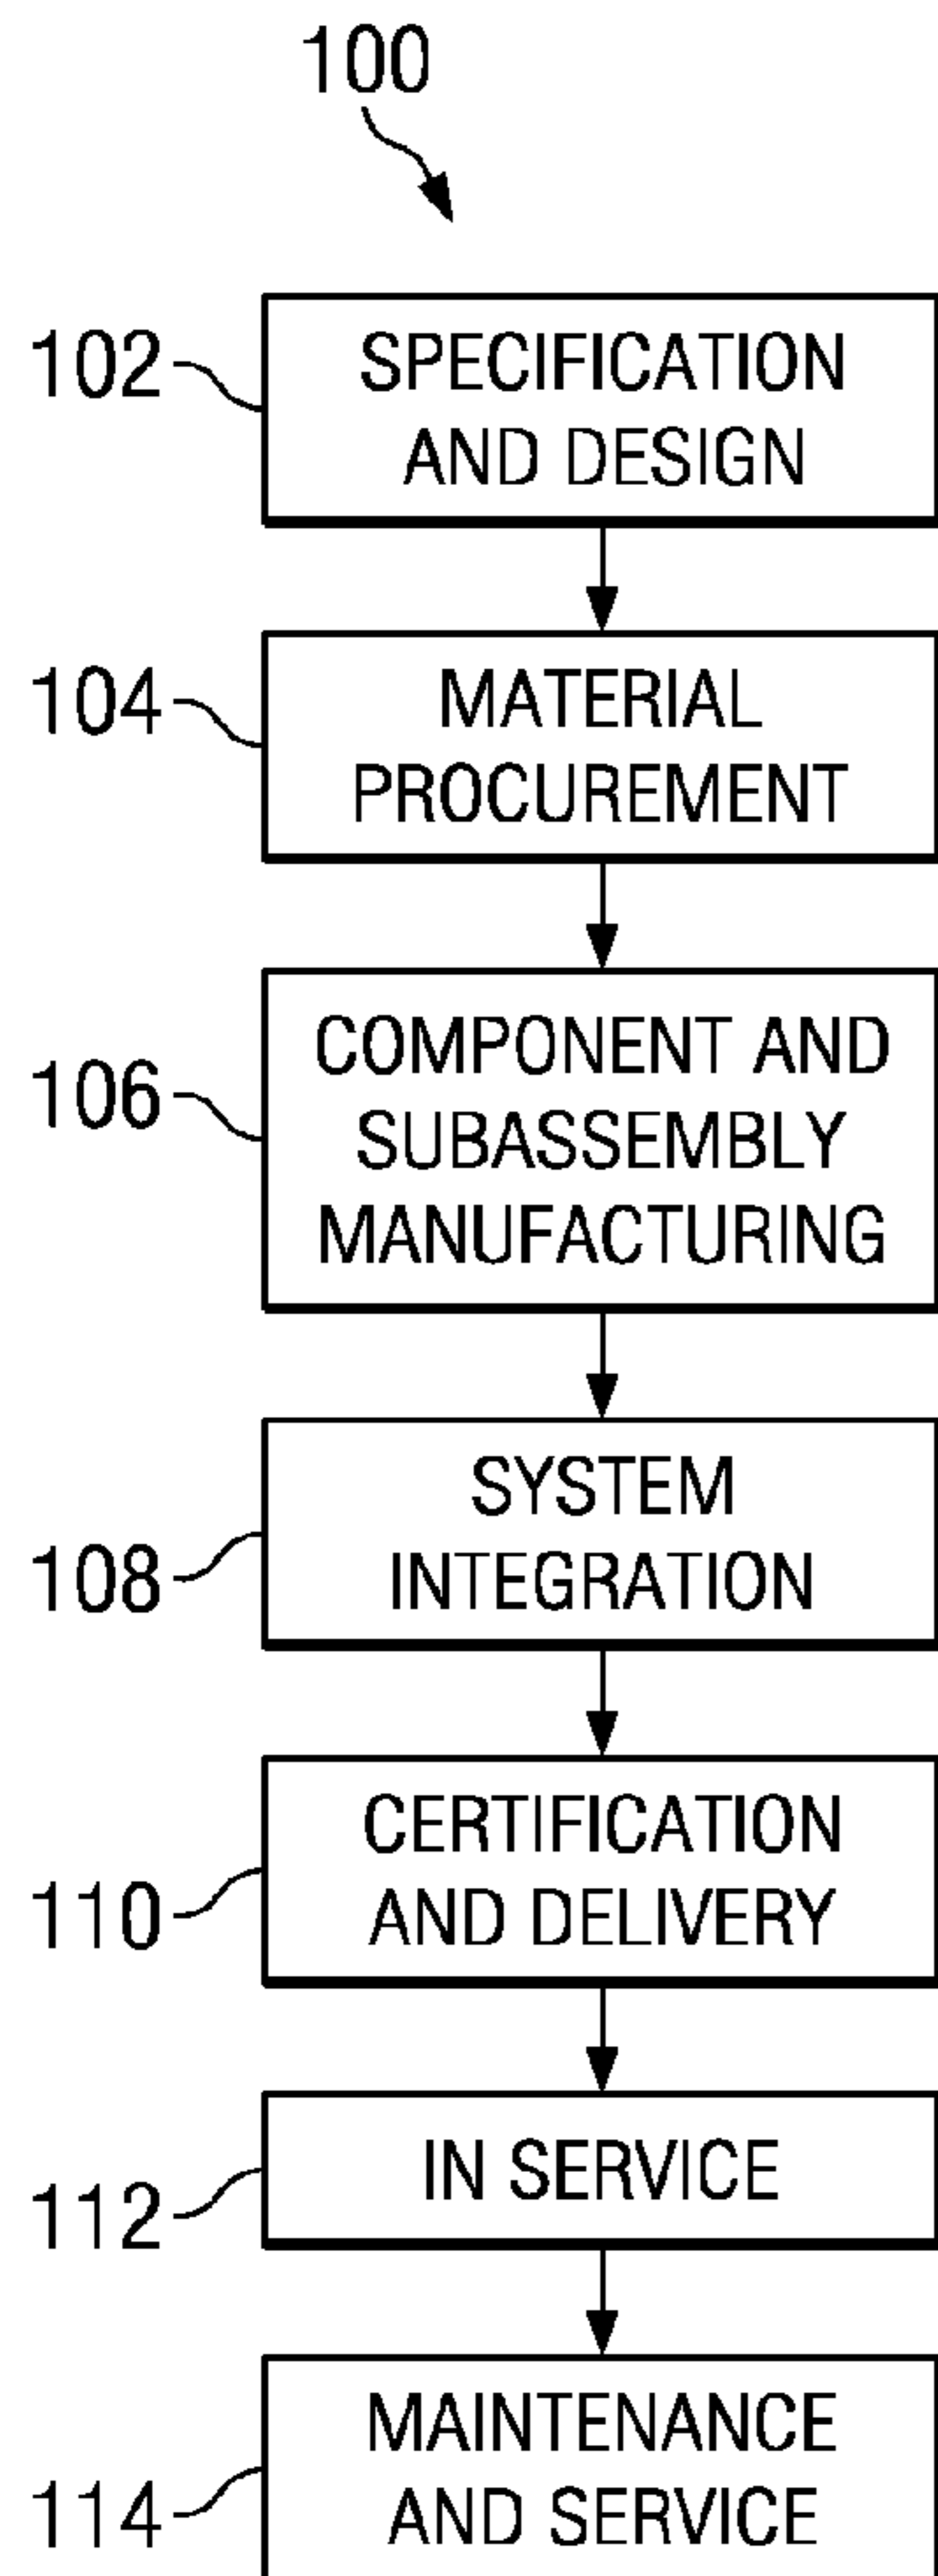 100
102
SPECIFICATION
AND DESIGN
104
MATERIAL
PROCUREMENT
106
COMPONENT AND
SUBASSEMBLY
MANUFACTURING
108
SYSTEM
INTEGRATION
110
CERTIFICATION
AND DELIVERY
112
IN SERVICE
114
MAINTENANCE
AND SERVICE